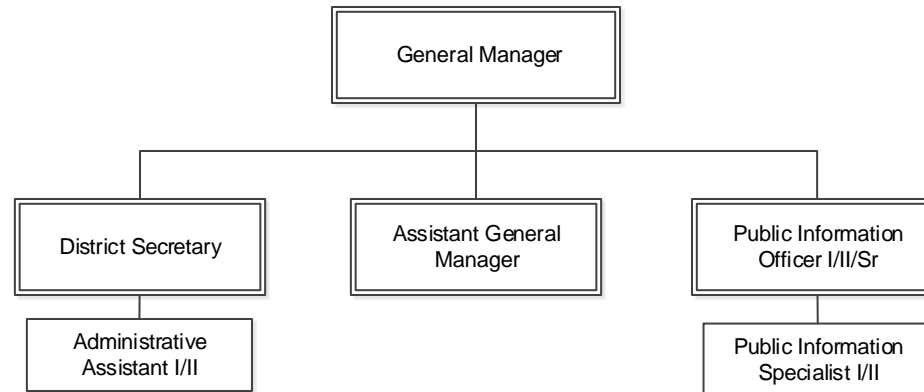 General Manager
District Secretary
Assistant General
Manager
Public Information
Officer I/II/Sr
Administrative
Assistant I/II
Public Information
Specialist I/II